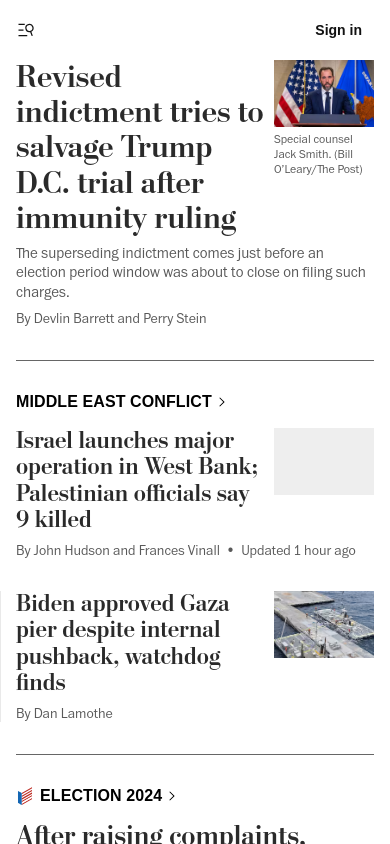 Sign in
Revised
indictment tries to
salvage Trump
D.C. trial after
immunity ruling
Special counsel
Jack Smith. (Bill
O'Leary/The Post)
The superseding indictment comes just before an
election period window was about to close on filing such
charges.
By Devlin Barrett and Perry Stein
MIDDLE EAST CONFLICT
Israel launches major
operation in West Bank;
Palestinian officials say
9 killed
By John Hudson and Frances Vinall • Updated 1 hour ago
Biden approved Gaza
pier despite internal
pushback, watchdog
finds
By Dan Lamothe
ELECTION 2024
After raising complaints,